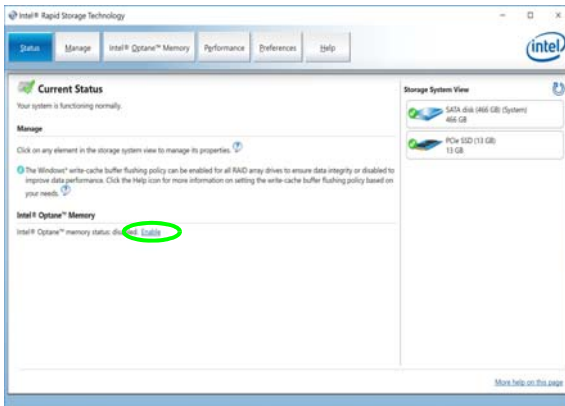 Intel® Rapid Storage Technology
Status
Manage
Intel® Optane™ Memory
Performance
Preferences
Help
intel
Current Status
Your system is functioning normally.
Manage
Click on any element in the storage system view to manage its properties. ?
The Windows* write-cache buffer flushing policy can be enabled for all RAID array drives to ensure data integrity or disabled to
improve data performance. Click the Help icon for more information on setting the write-cache buffer flushing policy based on
your needs. ?
Intel® Optane™ Memory
Intel® Optane™ memory status: disabled. Enable
Storage System View
SATA disk (466 GB) (System)
466 GB
PCIe SSD (13 GB)
13 GB
More help on this page